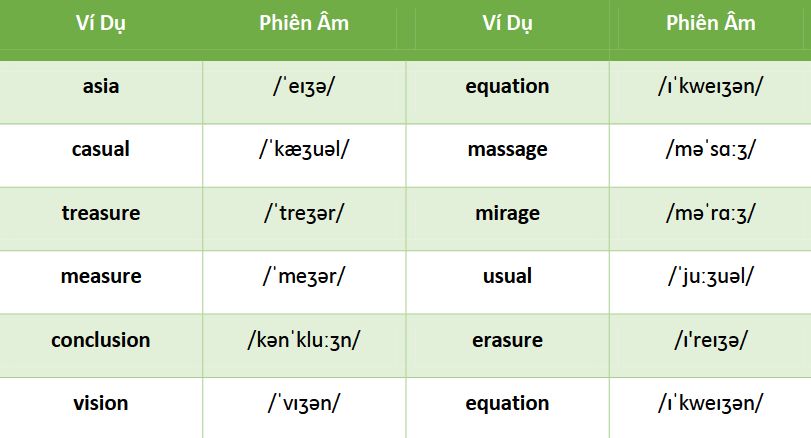 Ví Dụ Phiên Âm Ví Dụ Phiên Âm
asia /ˈeɪʒə/ equation /ɪˈkweɪʒən/
casual /ˈkæʒuəl/ massage /məˈsɑːʒ/
treasure /ˈtreʒər/ mirage /məˈrɑːʒ/
measure /ˈmeʒər/ usual /ˈjuːʒuəl/
conclusion /kənˈkluːʒn/ erasure /ɪ'reɪʒə/
vision /ˈvɪʒən/ equation /ɪˈkweɪʒən/